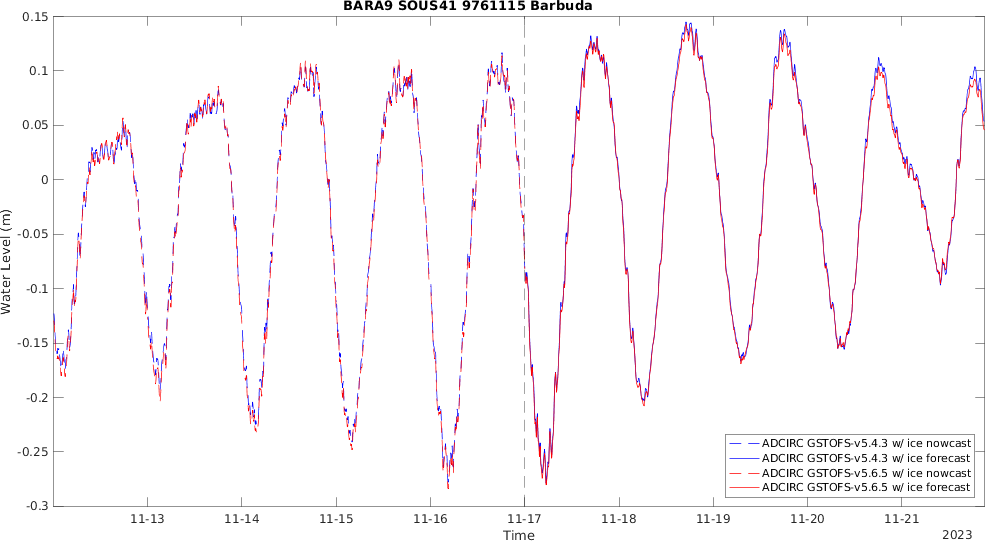 BARA9 SOUS41 9761115 Barbuda
0.15
0.1
0.05
0
-0.05
-0.1
-0.15
-0.2
-0.25
-0.3
Water Level (m)
11-13 11-14 11-15 11-16 11-17 11-18 11-19 11-20 11-21
Time
2023
ADCIRC GSTOFS-v5.4.3 w/ ice nowcast
ADCIRC GSTOFS-v5.4.3 w/ ice forecast
ADCIRC GSTOFS-v5.6.5 w/ ice nowcast
ADCIRC GSTOFS-v5.6.5 w/ ice forecast